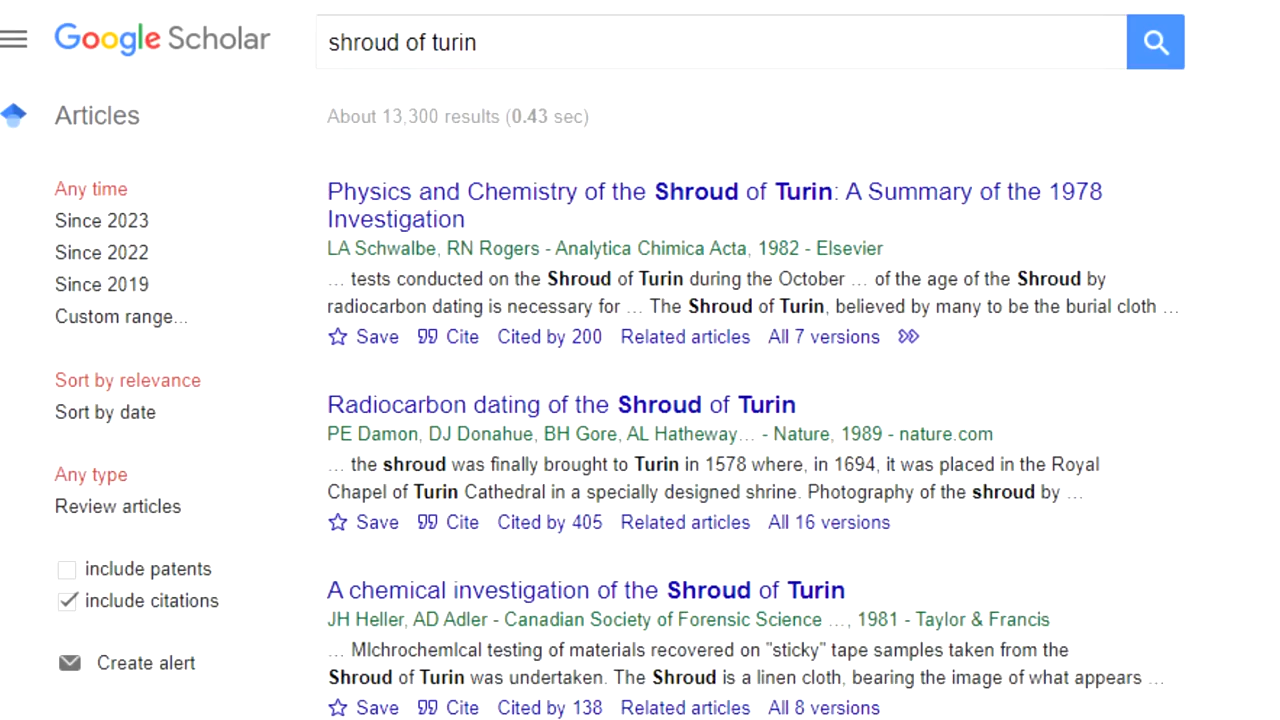 Google Scholar
shroud of turin
Articles
About 13,300 results (0.43 sec)
Any time
Since 2023
Since 2022
Since 2019
Custom range...
Sort by relevance
Sort by date
Any type
Review articles
include patents
include citations
Create alert
Physics and Chemistry of the Shroud of Turin: A Summary of the 1978
Investigation
LA Schwalbe, RN Rogers - Analytica Chimica Acta, 1982 - Elsevier
... tests conducted on the Shroud of Turin during the October ... of the age of the Shroud by
radiocarbon dating is necessary for ... The Shroud of Turin, believed by many to be the burial cloth ...
Save Cite Cited by 200 Related articles All 7 versions
Radiocarbon dating of the Shroud of Turin
PE Damon, DJ Donahue, BH Gore, AL Hatheway... - Nature, 1989 - nature.com
... the shroud was finally brought to Turin in 1578 where, in 1694, it was placed in the Royal
Chapel of Turin Cathedral in a specially designed shrine. Photography of the shroud by ...
Save Cite Cited by 405 Related articles All 16 versions
A chemical investigation of the Shroud of Turin
JH Heller, AD Adler - Canadian Society of Forensic Science ..., 1981 - Taylor & Francis
... MIchrochemIcal testing of materials recovered on "sticky" tape samples taken from the
Shroud of Turin was undertaken. The Shroud is a linen cloth, bearing the image of what appears ...
Save Cite Cited by 138 Related articles All 8 versions